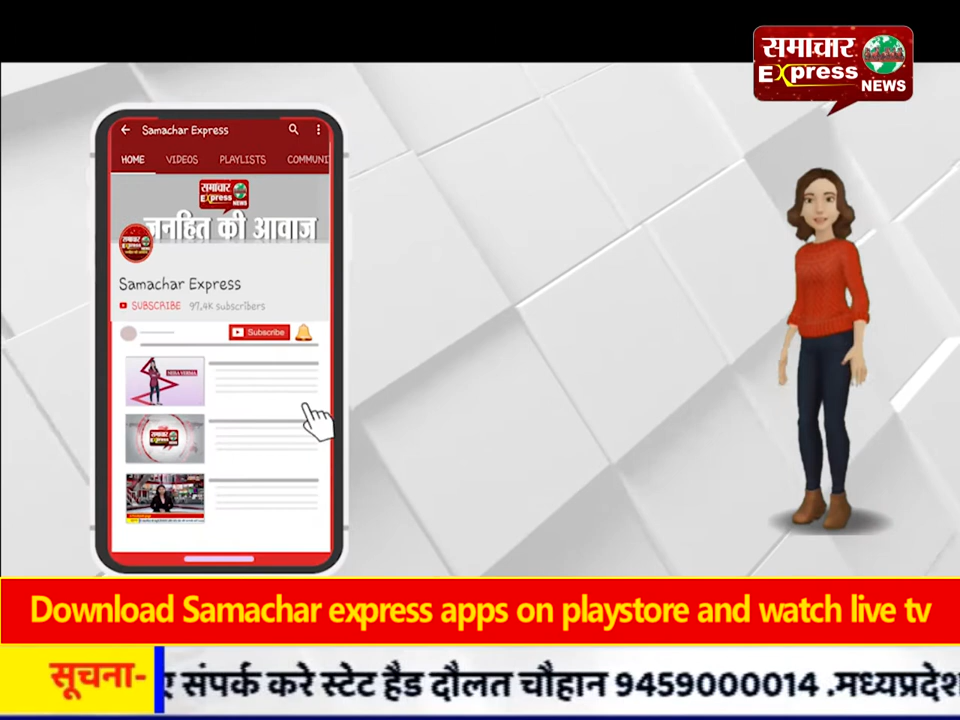 समाचार
Express
NEWS
Samachar Express
HOME VIDEOS PLAYLISTS COMMUNI
समाचार
Express
NEWS
जनहित की आवाज
Samachar Express
SUBSCRIBE 97.4K subscribers
Subscribe
NEHA VERMA
Download Samachar express apps on playstore and watch live tv
सूचना- ए संपर्क करे स्टेट हैड दौलत चौहान 9459000014 .मध्यप्रदेश